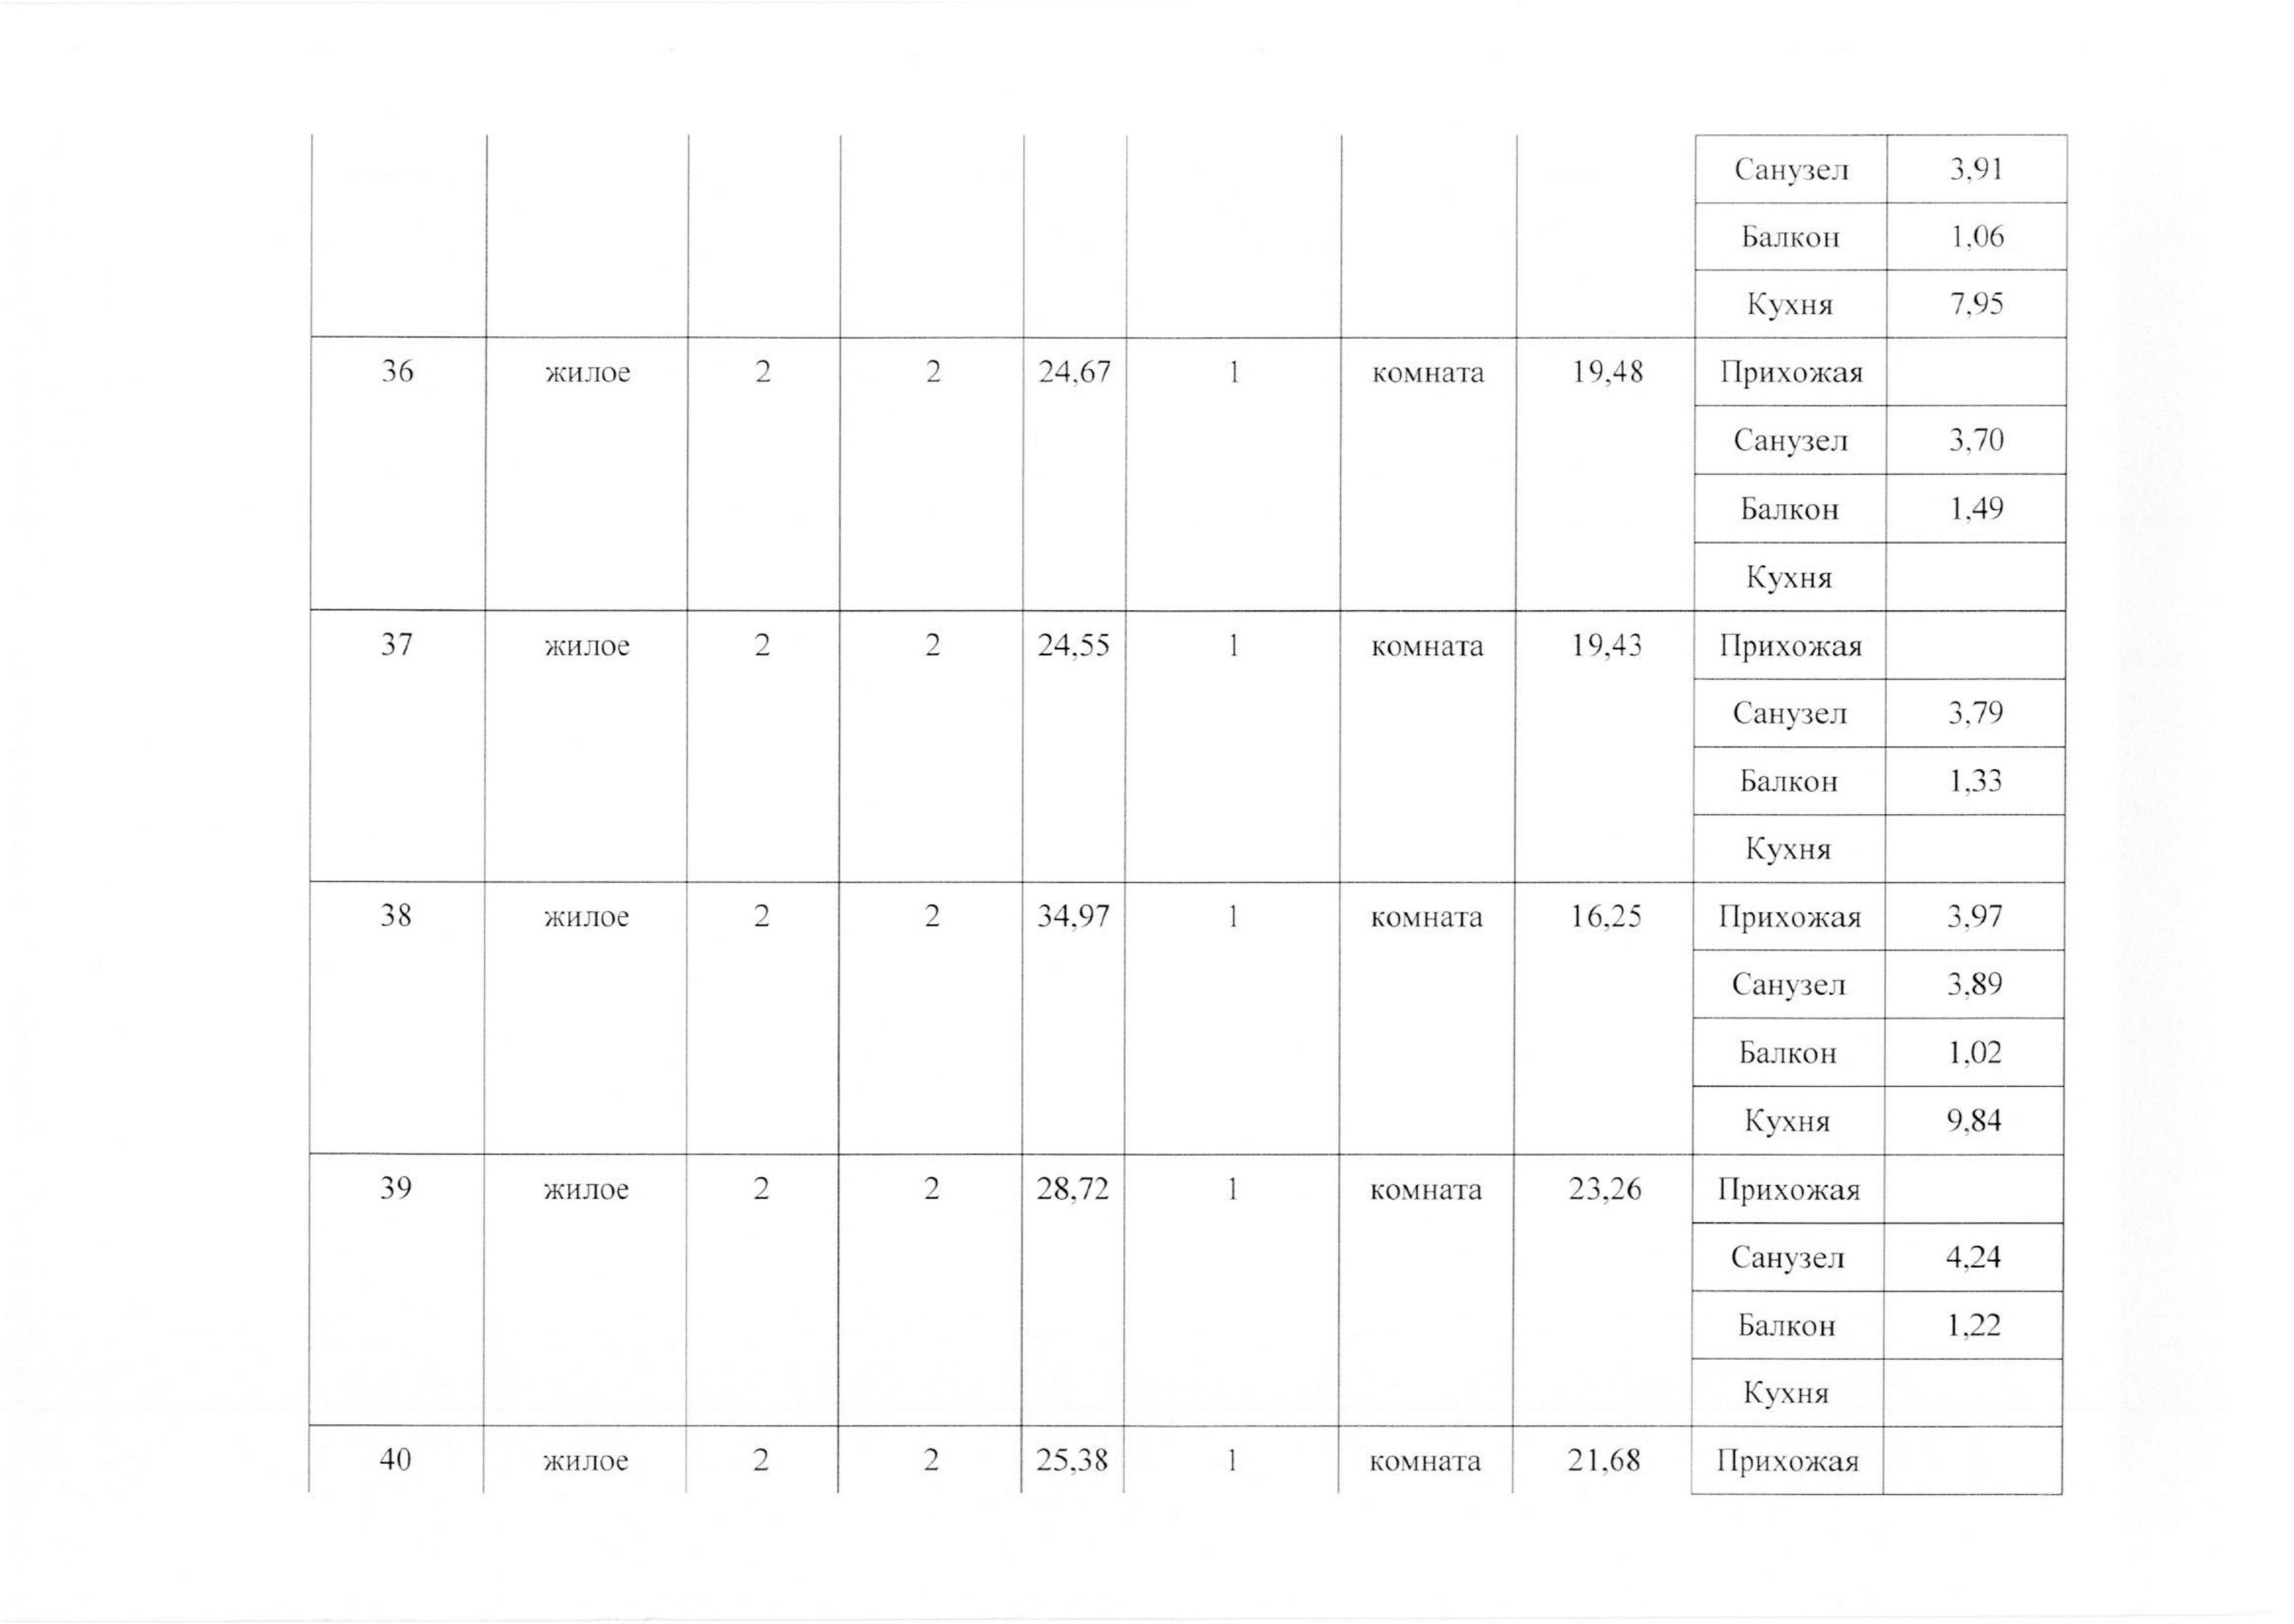 Санузел 3,91
Балкон 1,06
Кухня 7,95
36 жилое 2 2 24,67 1 комната 19,48 Прихожая
Санузел 3,70
Балкон 1,49
Кухня
37 жилое 2 2 24,55 1 комната 19,43 Прихожая
Санузел 3,79
Балкон 1,33
Кухня
38 жилое 2 2 34,97 1 комната 16,25 Прихожая 3,97
Санузел 3,89
Балкон 1,02
Кухня 9,84
39 жилое 2 2 28,72 1 комната 23,26 Прихожая
Санузел 4,24
Балкон 1,22
Кухня
40 жилое 2 2 25,38 1 комната 21,68 Прихожая